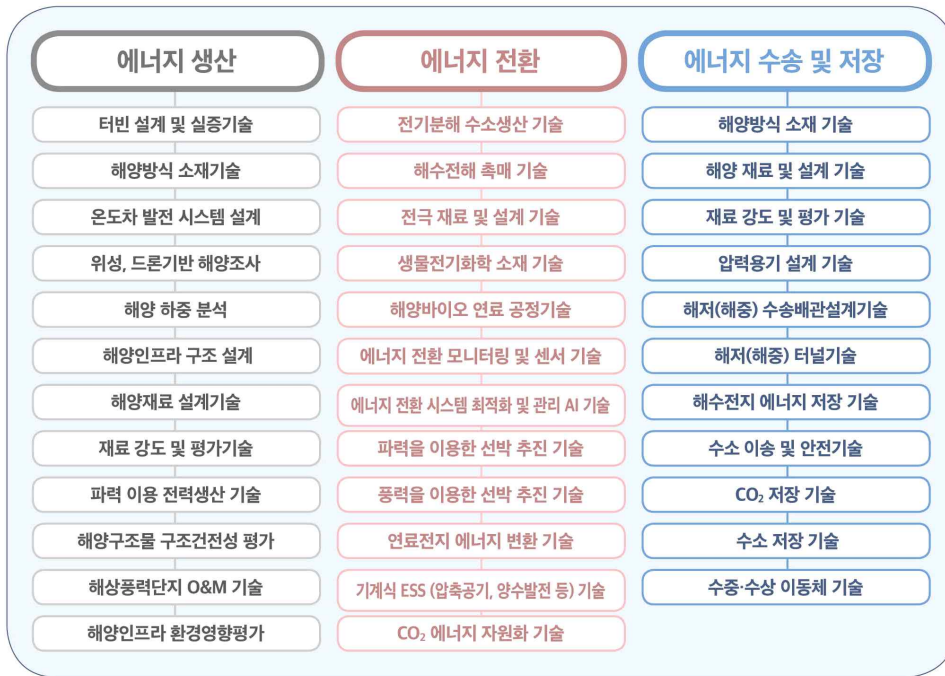 에너지 생산
터빈 설계 및 실증기술
해양방식 소재기술
온도차 발전 시스템 설계
위성, 드론기반 해양조사
해양 하중 분석
해양인프라 구조 설계
해양재료 설계기술
재료 강도 및 평가기술
파력 이용 전력생산 기술
해양구조물 구조건전성 평가
해상풍력단지 O&M 기술
해양인프라 환경영향평가
에너지 전환
전기분해 수소생산 기술
해수전해 촉매 기술
전극 재료 및 설계 기술
생물전기화학 소재 기술
해양바이오 연료 공정기술
에너지 전환 모니터링 및 센서 기술
에너지 전환 시스템 최적화 및 관리 AI 기술
파력을 이용한 선박 추진 기술
풍력을 이용한 선박 추진 기술
연료전지 에너지 변환 기술
기계식 ESS (압축공기, 양수발전 등) 기술
CO₂ 에너지 자원화 기술
에너지 수송 및 저장
해양방식 소재 기술
해양 재료 및 설계 기술
재료 강도 및 평가 기술
압력용기 설계 기술
해저(해중) 수송배관설계기술
해저(해중) 터널기술
해수전지 에너지 저장 기술
수소 이송 및 안전기술
CO₂ 저장 기술
수소 저장 기술
수중·수상 이동체 기술